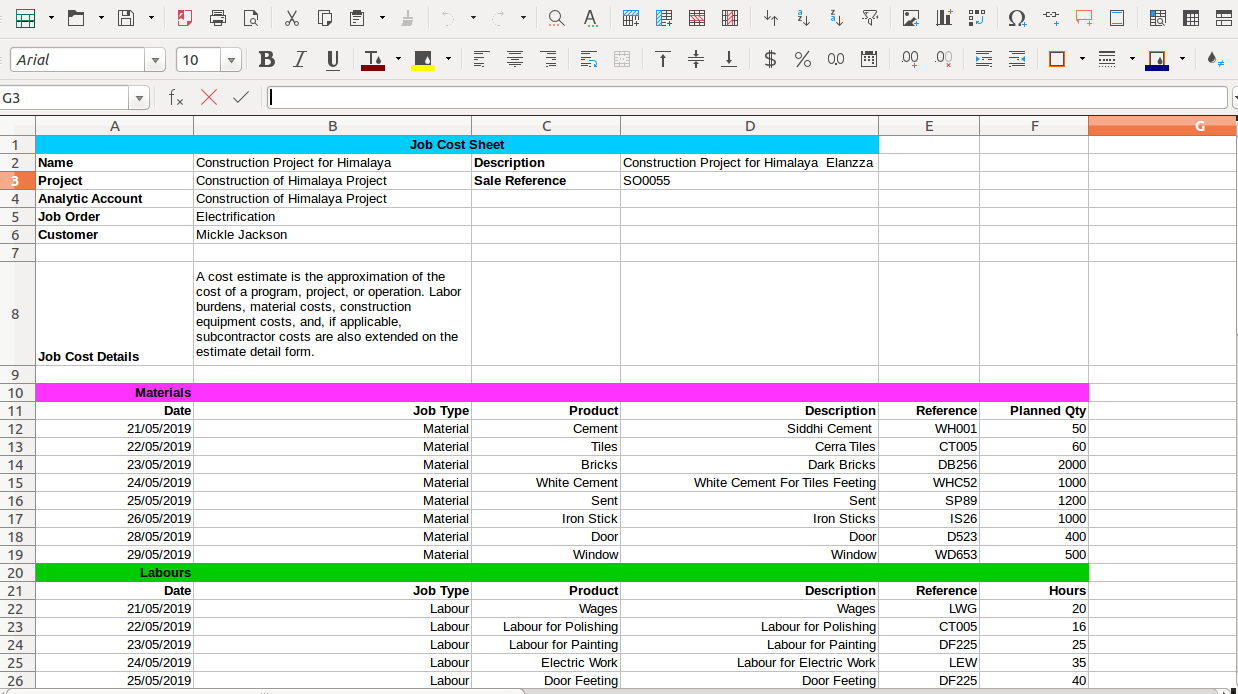 Arial 10 B I U T $ % 0,0 .00 .00
G3 fx
A B C D E F G
1 Job Cost Sheet
2 Name Construction Project for Himalaya Description Construction Project for Himalaya  Elanzza
3 Project Construction of Himalaya Project Sale Reference SO0055
4 Analytic Account Construction of Himalaya Project
5 Job Order Electrification
6 Customer Mickle Jackson
7
8 Job Cost Details A cost estimate is the approximation of the
cost of a program, project, or operation. Labor
burdens, material costs, construction
equipment costs, and, if applicable,
subcontractor costs are also extended on the
estimate detail form.
9
10 Materials
11 Date Job Type Product Description Reference Planned Qty
12 21/05/2019 Material Cement Siddhi Cement WH001 50
13 22/05/2019 Material Tiles Cerra Tiles CT005 60
14 23/05/2019 Material Bricks Dark Bricks DB256 2000
15 24/05/2019 Material White Cement White Cement For Tiles Feeting WHC52 1000
16 25/05/2019 Material Sent Sent SP89 1200
17 26/05/2019 Material Iron Stick Iron Sticks IS26 1000
18 28/05/2019 Material Door Door D523 400
19 29/05/2019 Material Window Window WD653 500
20 Labours
21 Date Job Type Product Description Reference Hours
22 21/05/2019 Labour Wages Wages LWG 20
23 22/05/2019 Labour Labour for Polishing Labour for Polishing CT005 16
24 23/05/2019 Labour Labour for Painting Labour for Painting DF225 25
25 24/05/2019 Labour Electric Work Labour for Electric Work LEW 35
26 25/05/2019 Labour Door Feeting Door Feeting DF225 40